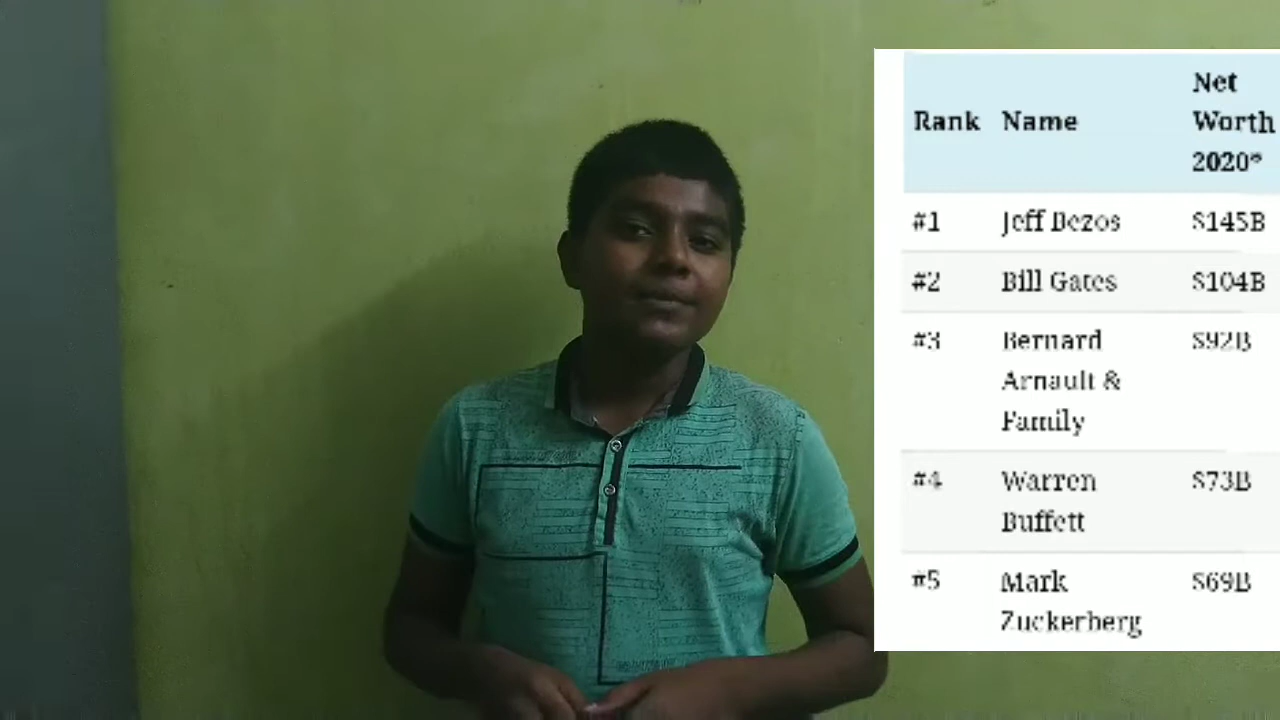 Net
Rank Name Worth
2020*
#1 Jeff Bezos $145B
#2 Bill Gates $104B
#3 Bernard $92B
Arnault &
Family
#4 Warren $73B
Buffett
#5 Mark $69B
Zuckerberg